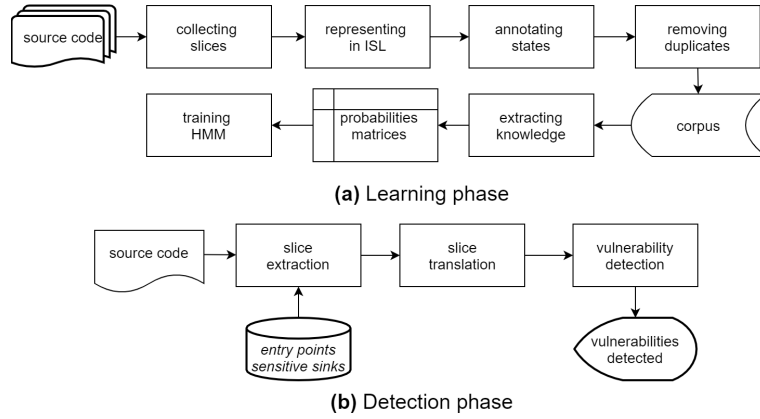 source code
collecting
slices
representing
in ISL
annotating
states
removing
duplicates
training
HMM
probabilities
matrices
extracting
knowledge
corpus
(a) Learning phase
source code
slice
extraction
slice
translation
vulnerability
detection
entry points
sensitive sinks
vulnerabilities
detected
(b) Detection phase